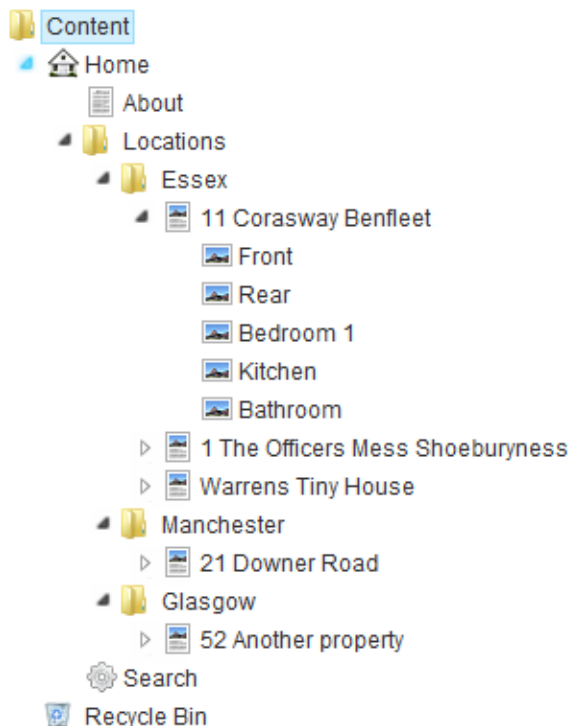 Content
Home
About
Locations
Essex
11 Corasway Benfleet
Front
Rear
Bedroom 1
Kitchen
Bathroom
1 The Officers Mess Shoeburyness
Warrens Tiny House
Manchester
21 Downer Road
Glasgow
52 Another property
Search
Recycle Bin